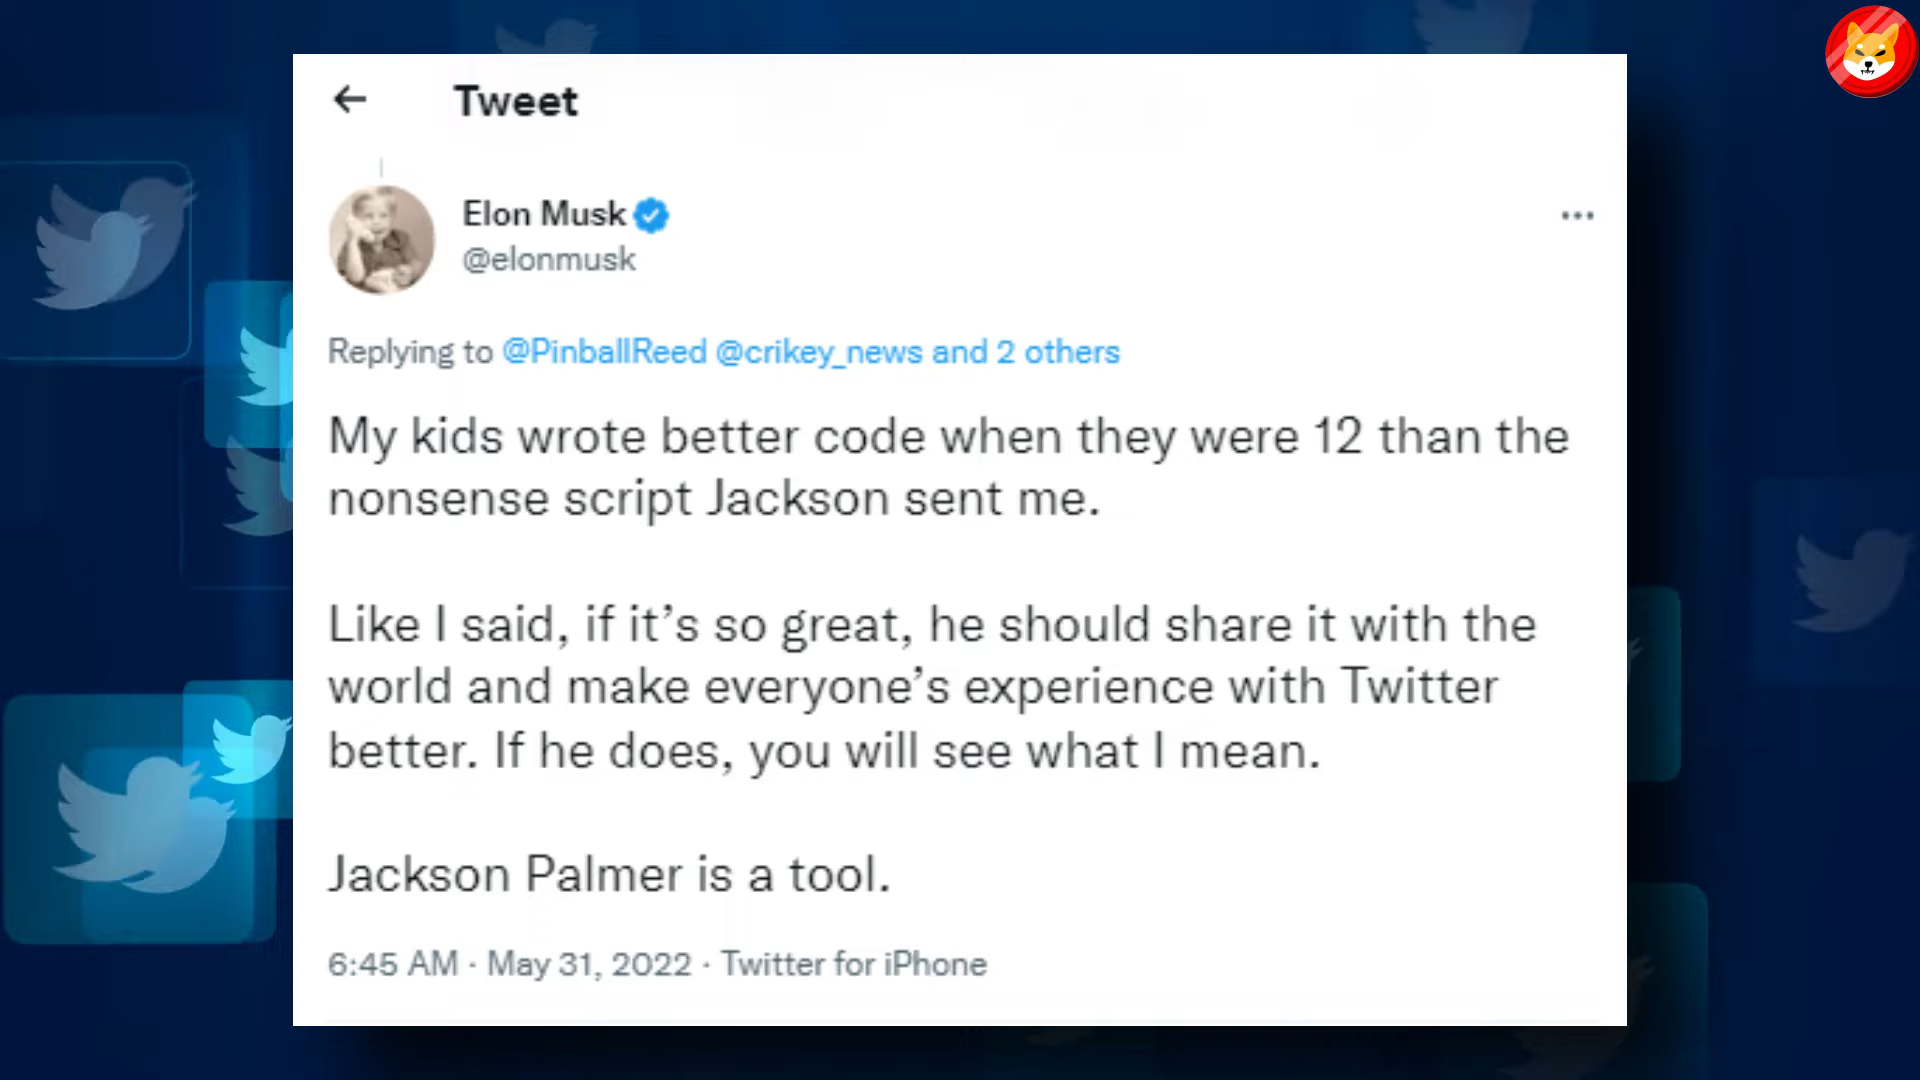 Tweet
Elon Musk
@elonmusk
Replying to @PinballReed @crikey_news and 2 others
My kids wrote better code when they were 12 than the
nonsense script Jackson sent me.
Like I said, if it’s so great, he should share it with the
world and make everyone’s experience with Twitter
better. If he does, you will see what I mean.
Jackson Palmer is a tool.
6:45 AM · May 31, 2022 · Twitter for iPhone